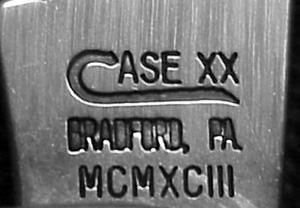 CASE XX
BRADFORD, PA
MCMXCIII